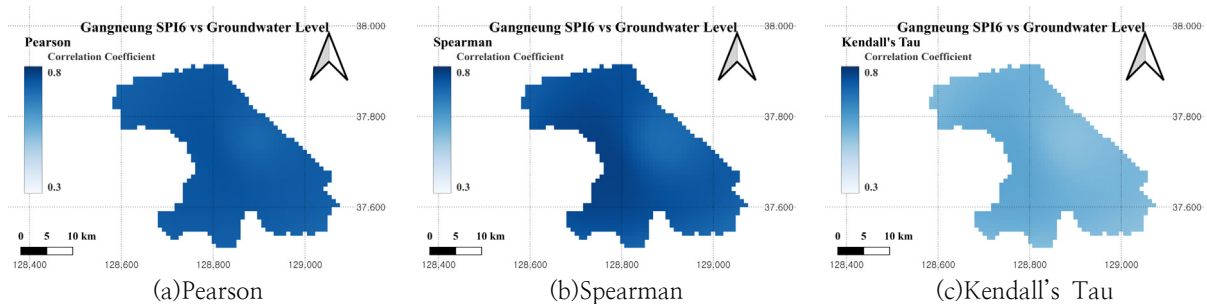 Gangneung SPI6 vs Groundwater Level
Pearson
Correlation Coefficient
0.8
0.3
0 5 10 km
38.000
37.800
37.600
128,400 128,600 128,800 129,000
(a)Pearson
Gangneung SPI6 vs Groundwater Level
Spearman
Correlation Coefficient
0.8
0.3
0 5 10 km
38.000
37.800
37.600
128,400 128,600 128,800 129,000
(b)Spearman
Gangneung SPI6 vs Groundwater Level
Kendall's Tau
Correlation Coefficient
0.8
0.3
0 5 10 km
38.000
37.800
37.600
128,400 128,600 128,800 129,000
(c)Kendall's Tau